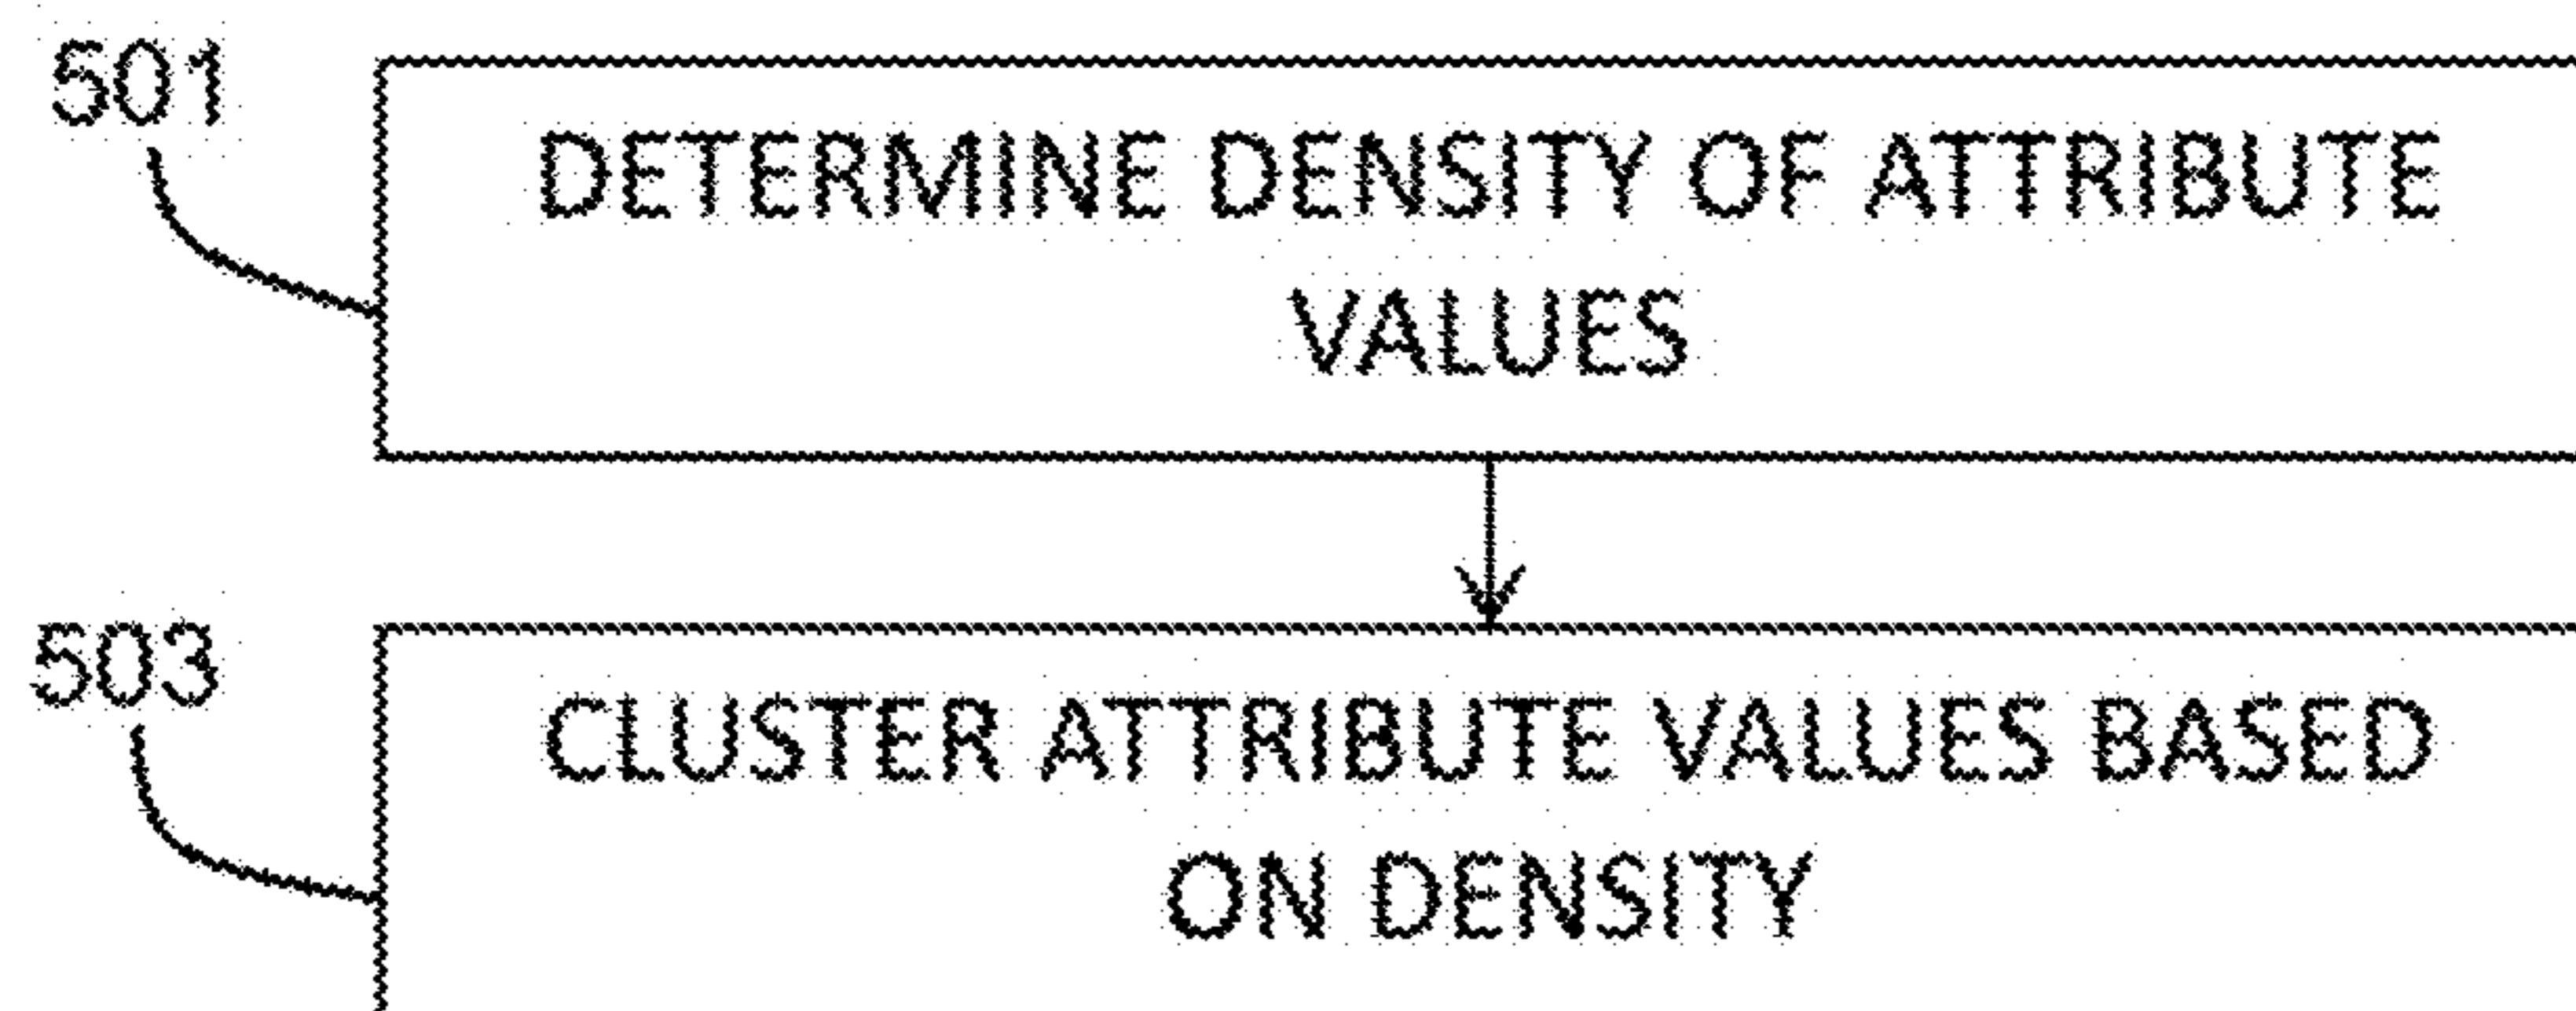 501
DETERMINE DENSITY OF ATTRIBUTE
VALUES
503
CLUSTER ATTRIBUTE VALUES BASED
ON DENSITY